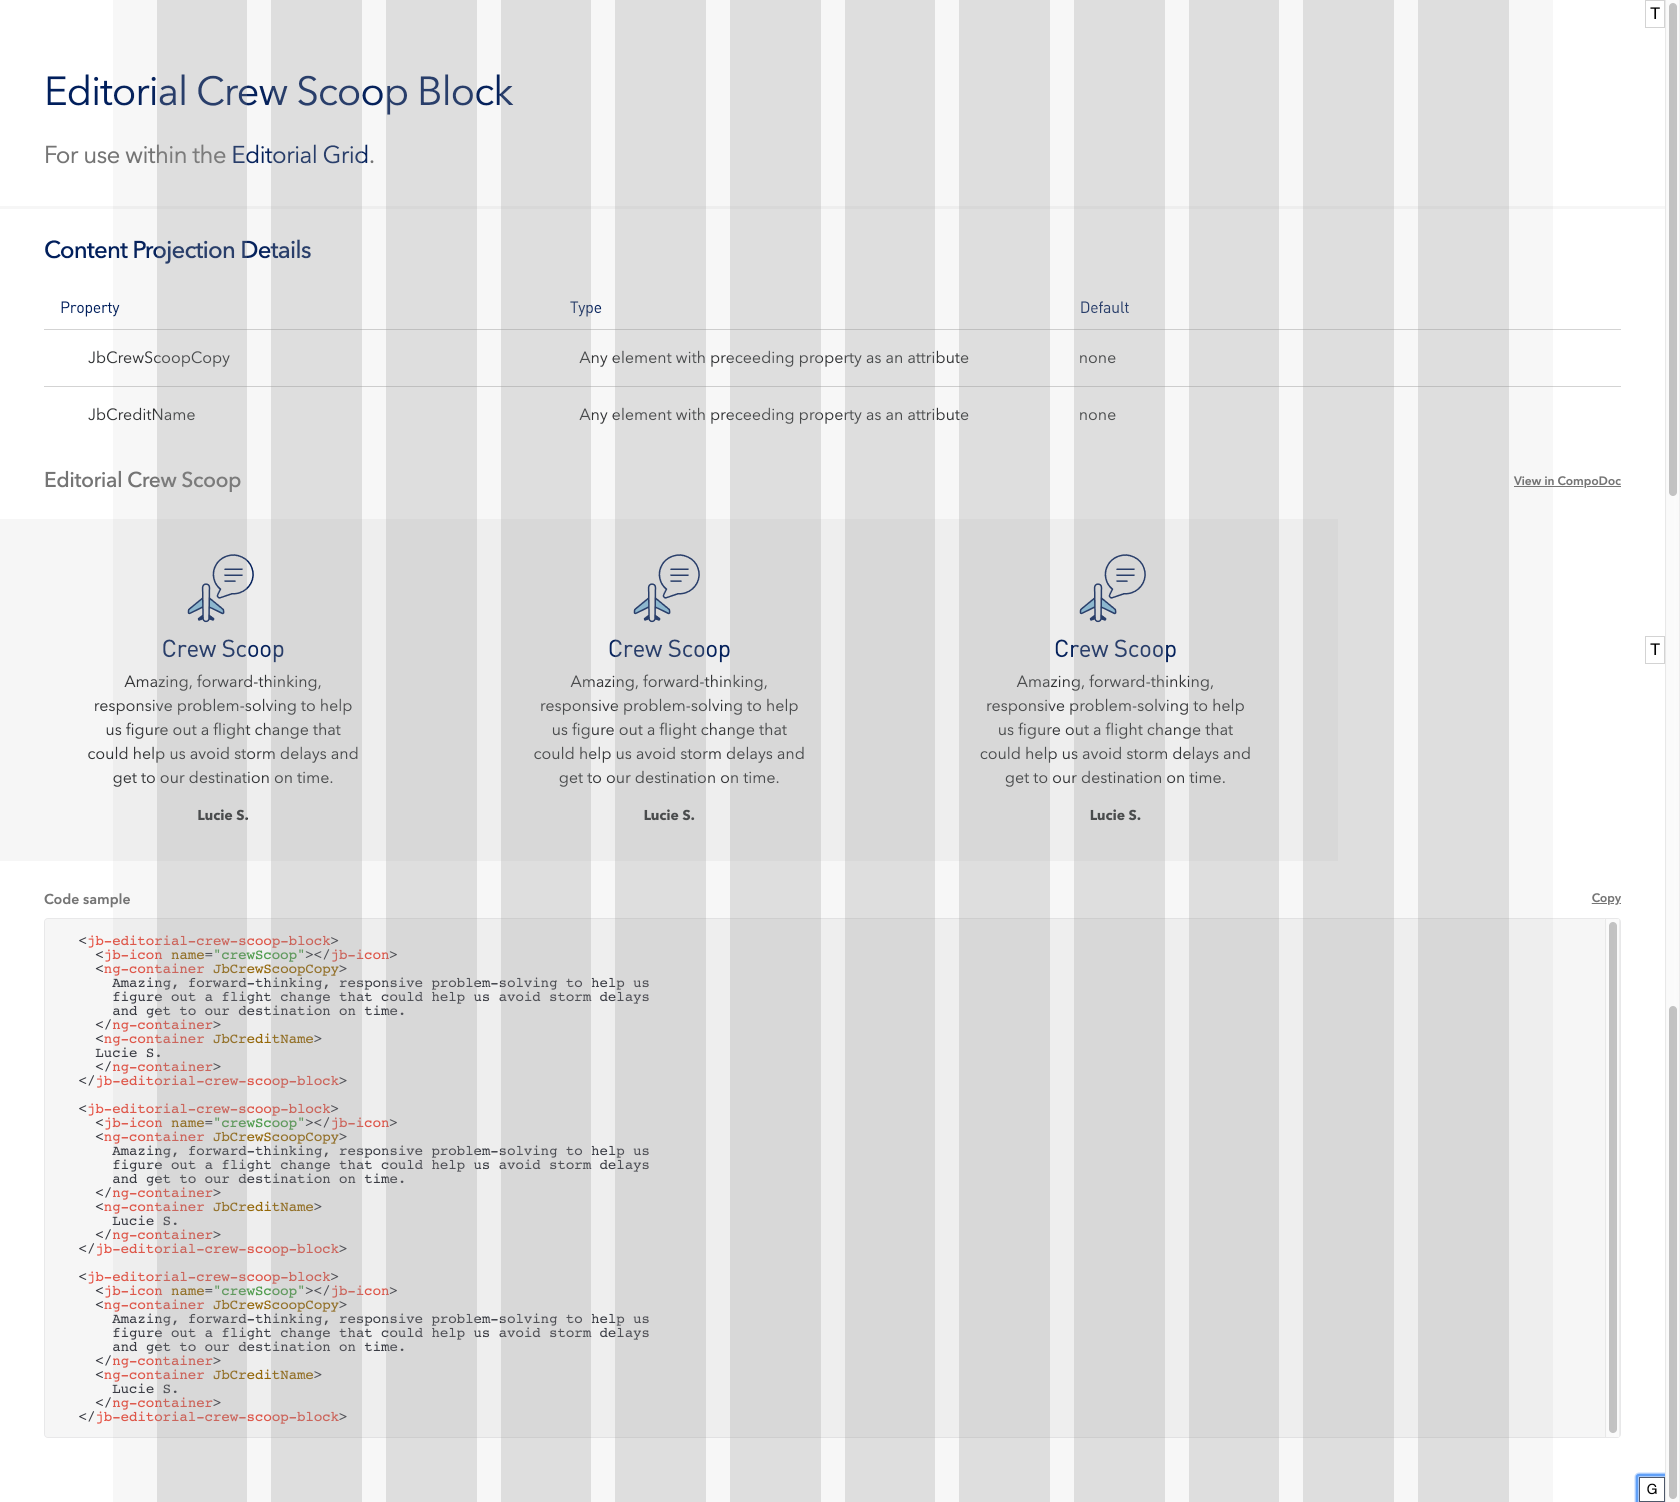 T
Editorial Crew Scoop Block
For use within the Editorial Grid.
Content Projection Details
Property Type Default
JbCrewScoopCopy Any element with preceeding property as an attribute none
JbCreditName Any element with preceeding property as an attribute none
Editorial Crew Scoop View in CompoDoc
Crew Scoop
Amazing, forward-thinking,
responsive problem-solving to help
us figure out a flight change that
could help us avoid storm delays and
get to our destination on time.
Lucie S.
Crew Scoop
Amazing, forward-thinking,
responsive problem-solving to help
us figure out a flight change that
could help us avoid storm delays and
get to our destination on time.
Lucie S.
Crew Scoop
Amazing, forward-thinking,
responsive problem-solving to help
us figure out a flight change that
could help us avoid storm delays and
get to our destination on time.
Lucie S.
T
Code sample Copy
<jb-editorial-crew-scoop-block>
<jb-icon name="crewScoop"></jb-icon>
<ng-container JbCrewScoopCopy>
Amazing, forward-thinking, responsive problem-solving to help us
figure out a flight change that could help us avoid storm delays
and get to our destination on time.
</ng-container>
<ng-container JbCreditName>
Lucie S.
</ng-container>
</jb-editorial-crew-scoop-block>
<jb-editorial-crew-scoop-block>
<jb-icon name="crewScoop"></jb-icon>
<ng-container JbCrewScoopCopy>
Amazing, forward-thinking, responsive problem-solving to help us
figure out a flight change that could help us avoid storm delays
and get to our destination on time.
</ng-container>
<ng-container JbCreditName>
Lucie S.
</ng-container>
</jb-editorial-crew-scoop-block>
<jb-editorial-crew-scoop-block>
<jb-icon name="crewScoop"></jb-icon>
<ng-container JbCrewScoopCopy>
Amazing, forward-thinking, responsive problem-solving to help us
figure out a flight change that could help us avoid storm delays
and get to our destination on time.
</ng-container>
<ng-container JbCreditName>
Lucie S.
</ng-container>
</jb-editorial-crew-scoop-block>
G